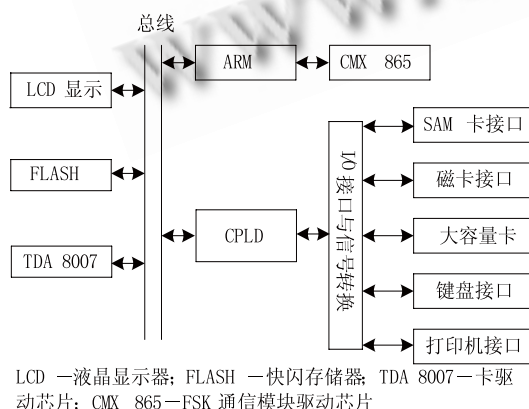 总线
ARM
CMX 865
LCD 显示
SAM 卡接口
FLASH
I/O 接口与信号转换
磁卡接口
CPLD
大容量卡
TDA 8007
键盘接口
打印机接口
LCD —液晶显示器; FLASH —快闪存储器; TDA 8007—卡驱
动芯片; CMX 865—FSK 通信模块驱动芯片